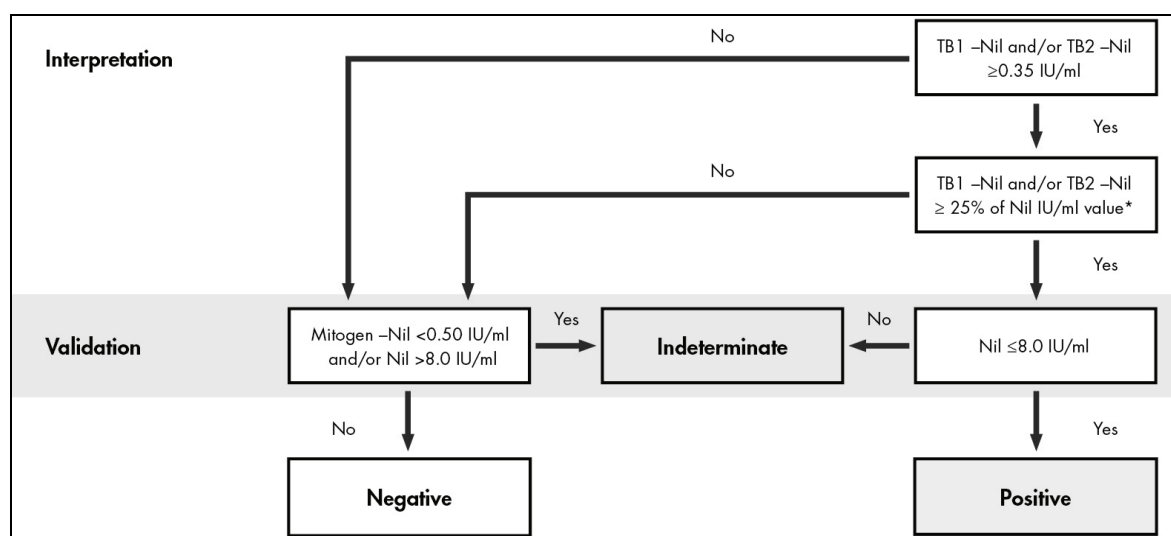 No
Interpretation
TB1 –Nil and/or TB2 –Nil
≥0.35 IU/ml
Yes
No
TB1 –Nil and/or TB2 –Nil
≥ 25% of Nil IU/ml value*
Yes
Validation
Mitogen –Nil <0.50 IU/ml
and/or Nil >8.0 IU/ml
Yes
Indeterminate
No
Nil ≤8.0 IU/ml
No
Yes
Negative
Positive